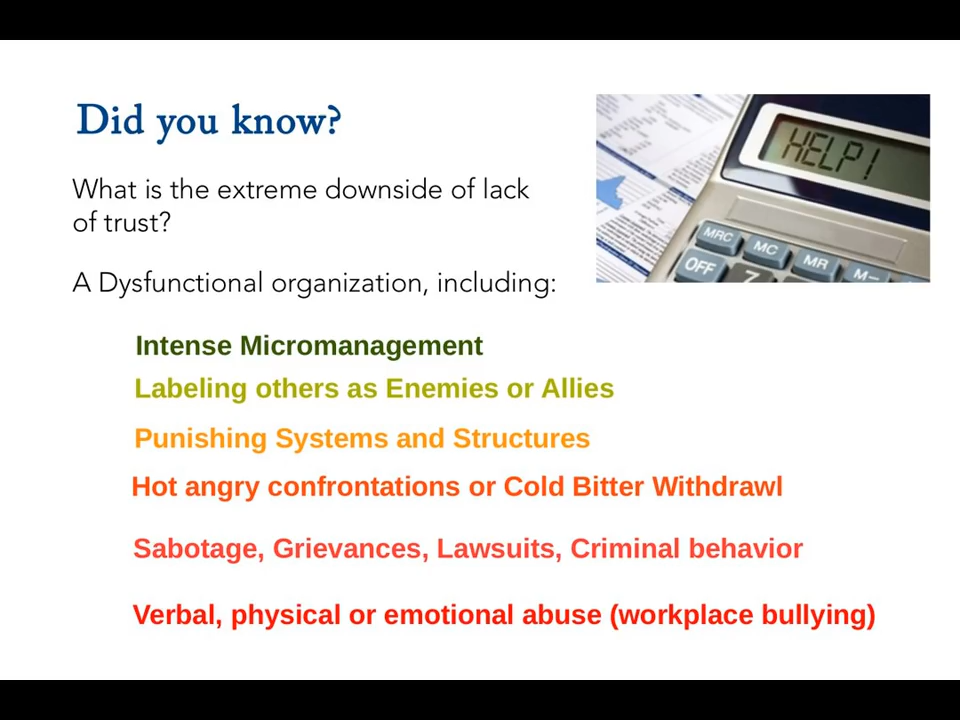 Did you know?
What is the extreme downside of lack
of trust?
A Dysfunctional organization, including:
Intense Micromanagement
Labeling others as Enemies or Allies
Punishing Systems and Structures
Hot angry confrontations or Cold Bitter Withdrawl
Sabotage, Grievances, Lawsuits, Criminal behavior
Verbal, physical or emotional abuse (workplace bullying)
HELP!
MRC MC MR M−
OFF 7